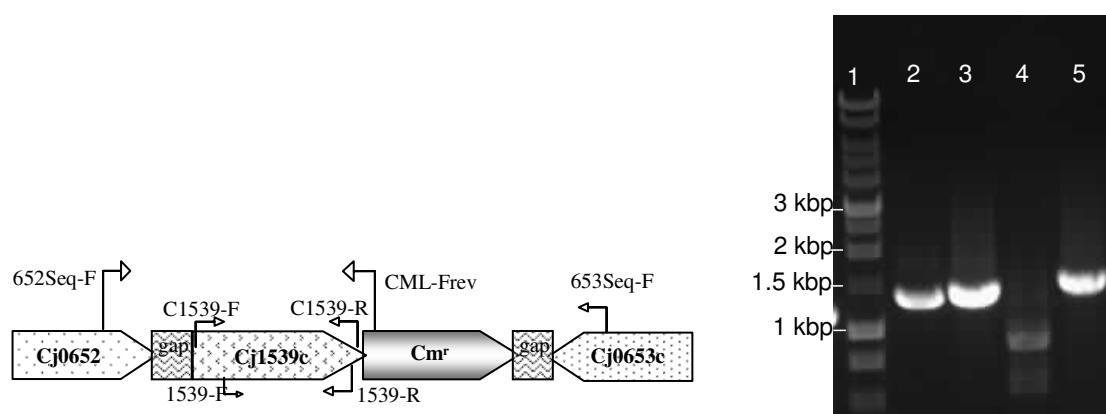 652Seq-F
C1539-F
C1539-R
CML-Frev
653Seq-F
Cj0652
gap
Cj1539c
Cmʳ
gap
Cj0653c
1539-F
1539-R
1 2 3 4 5
3 kbp
2 kbp
1.5 kbp
1 kbp